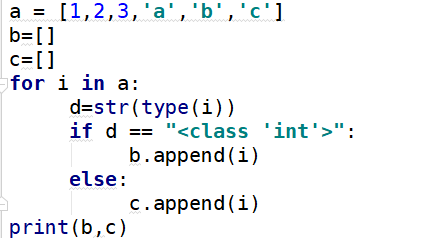 a = [1,2,3,'a','b','c']
b=[]
c=[]
for i in a:
    d=str(type(i))
    if d == "<class 'int'>":
        b.append(i)
    else:
        c.append(i)
print(b,c)